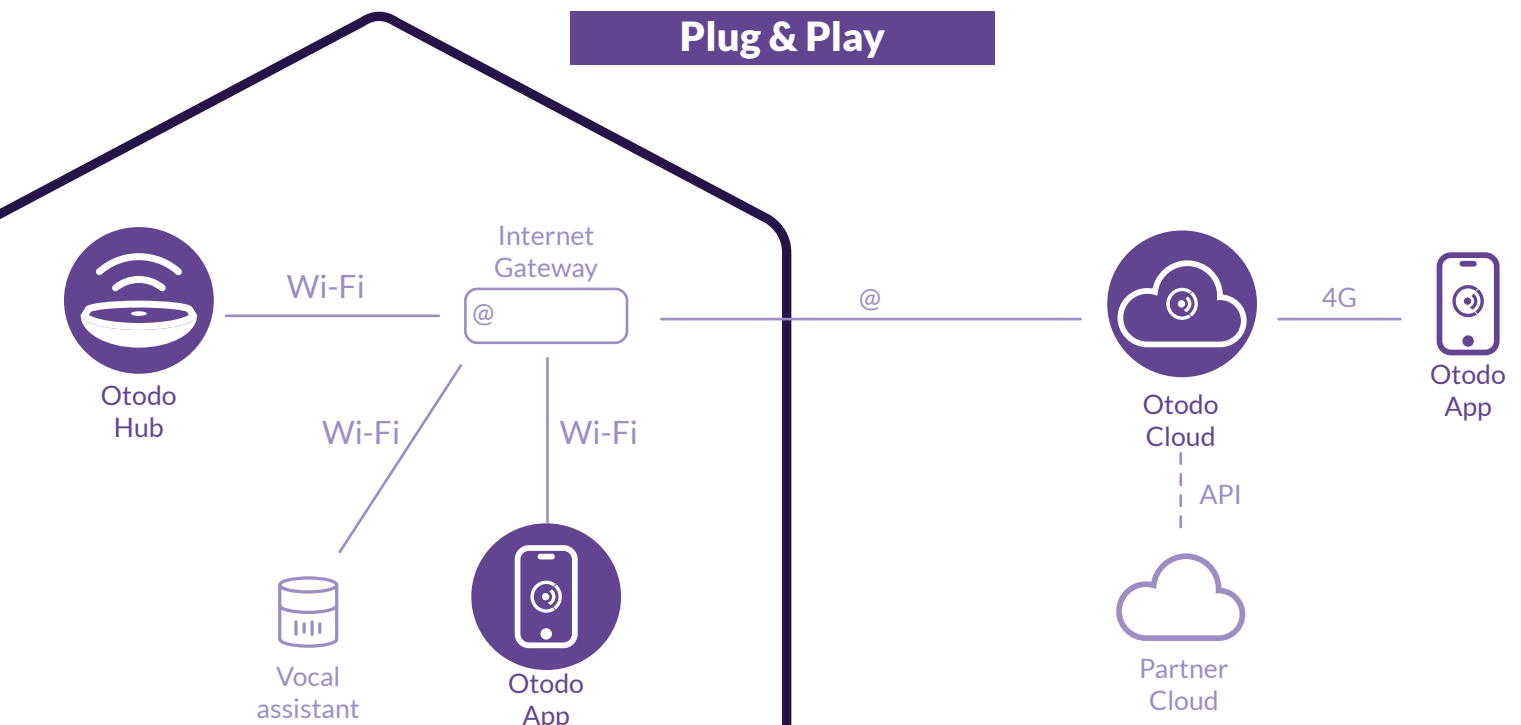 Plug & Play
Internet
Gateway
Wi-Fi
@
@
4G
Otodo
Hub
Otodo
Cloud
Otodo
App
Wi-Fi
Wi-Fi
API
Vocal
assistant
Otodo
App
Partner
Cloud